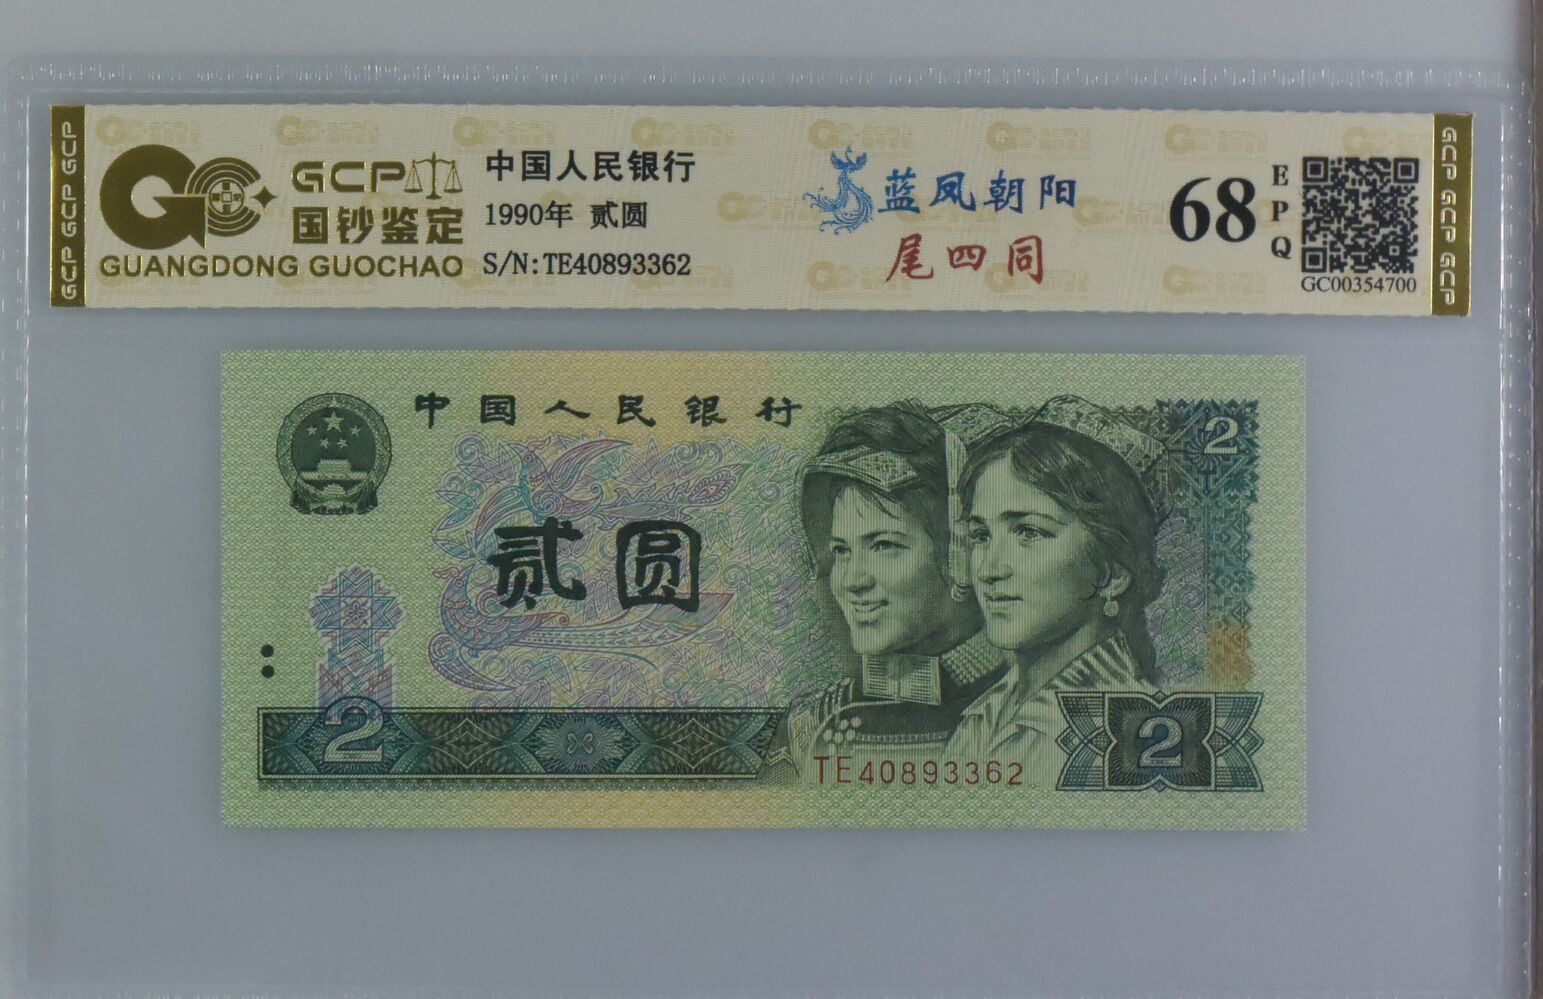 GCP GCP GCP
GCP
国钞鉴定
GUANGDONG GUOCHAO
中国人民银行
1990年 贰圆
S/N:TE40893362
蓝凤朝阳
尾四同
68
EPQ
GC00354700
GCP GCP GCP
中国人民银行
2
贰圆
2
2
TE40893362